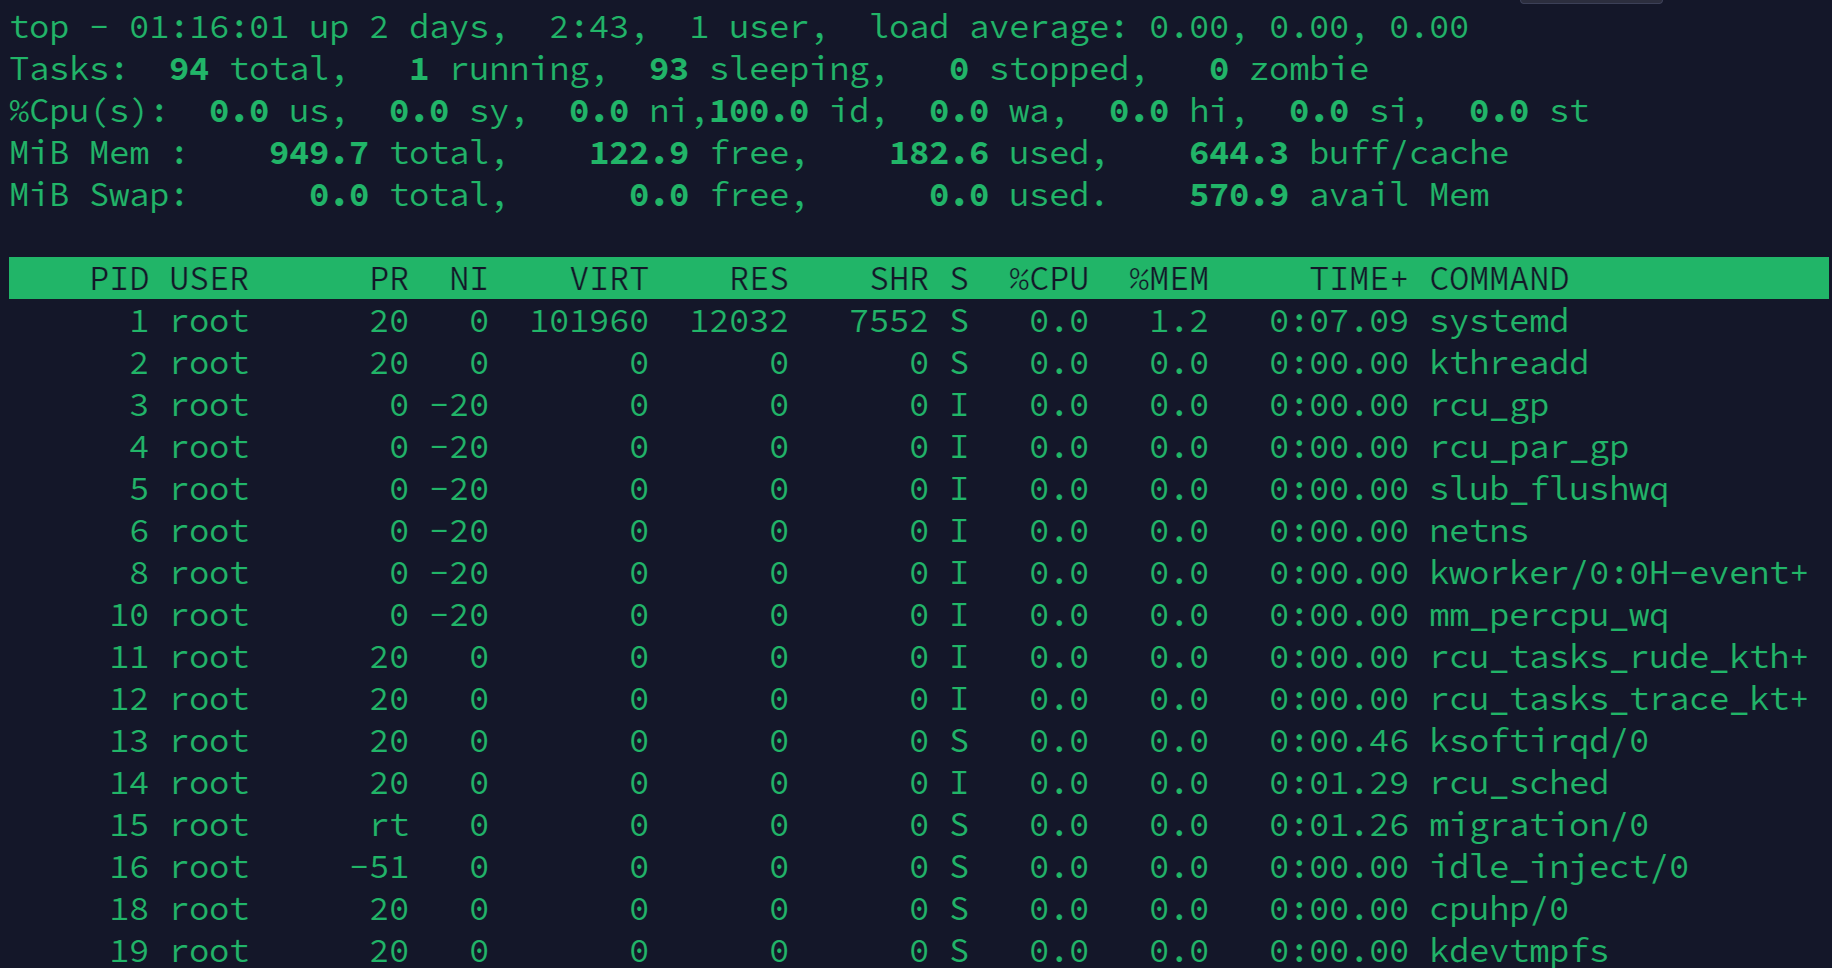 top - 01:16:01 up 2 days,  2:43,  1 user,  load average: 0.00, 0.00, 0.00
Tasks:  94 total,   1 running,  93 sleeping,   0 stopped,   0 zombie
%Cpu(s):  0.0 us,  0.0 sy,  0.0 ni,100.0 id,  0.0 wa,  0.0 hi,  0.0 si,  0.0 st
MiB Mem :    949.7 total,    122.9 free,    182.6 used,    644.3 buff/cache
MiB Swap:      0.0 total,      0.0 free,      0.0 used.    570.9 avail Mem
    PID USER      PR  NI    VIRT    RES    SHR S  %CPU  %MEM     TIME+ COMMAND
      1 root      20   0  101960  12032   7552 S   0.0   1.2   0:07.09 systemd
      2 root      20   0       0      0      0 S   0.0   0.0   0:00.00 kthreadd
      3 root       0 -20       0      0      0 I   0.0   0.0   0:00.00 rcu_gp
      4 root       0 -20       0      0      0 I   0.0   0.0   0:00.00 rcu_par_gp
      5 root       0 -20       0      0      0 I   0.0   0.0   0:00.00 slub_flushwq
      6 root       0 -20       0      0      0 I   0.0   0.0   0:00.00 netns
      8 root       0 -20       0      0      0 I   0.0   0.0   0:00.00 kworker/0:0H-event+
     10 root       0 -20       0      0      0 I   0.0   0.0   0:00.00 mm_percpu_wq
     11 root      20   0       0      0      0 I   0.0   0.0   0:00.00 rcu_tasks_rude_kth+
     12 root      20   0       0      0      0 I   0.0   0.0   0:00.00 rcu_tasks_trace_kt+
     13 root      20   0       0      0      0 S   0.0   0.0   0:00.46 ksoftirqd/0
     14 root      20   0       0      0      0 I   0.0   0.0   0:01.29 rcu_sched
     15 root      rt   0       0      0      0 S   0.0   0.0   0:01.26 migration/0
     16 root     -51   0       0      0      0 S   0.0   0.0   0:00.00 idle_inject/0
     18 root      20   0       0      0      0 S   0.0   0.0   0:00.00 cpuhp/0
     19 root      20   0       0      0      0 S   0.0   0.0   0:00.00 kdevtmpfs